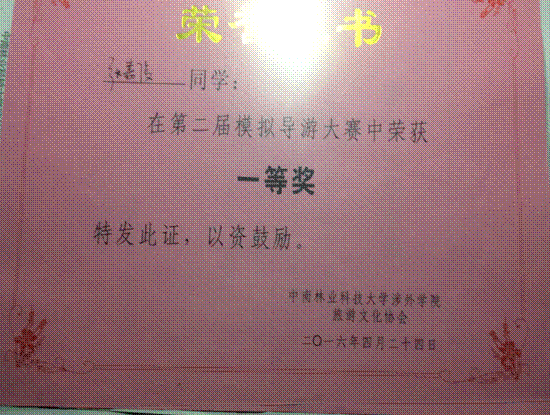 荣誉证书
同学：
在第二届模拟导游大赛中荣获
一等奖
特发此证，以资鼓励。
中南林业科技大学涉外学院
旅游文化协会
二〇一六年四月二十四日